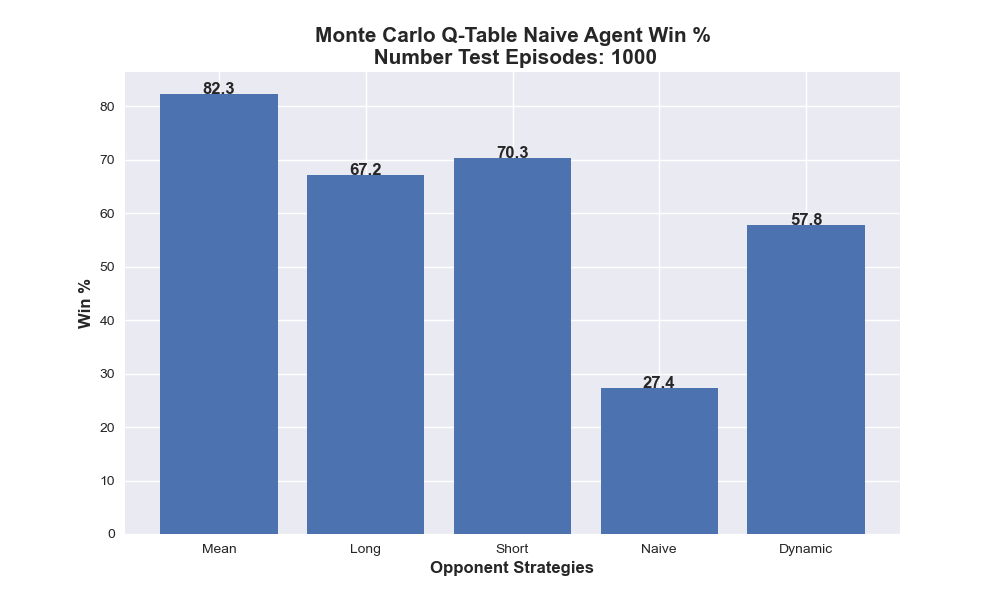 Monte Carlo Q-Table Naive Agent Win %
Number Test Episodes: 1000
82.3
67.2
70.3
27.4
57.8
80
70
60
50
40
30
20
10
0
Win %
Mean
Long
Short
Naive
Dynamic
Opponent Strategies